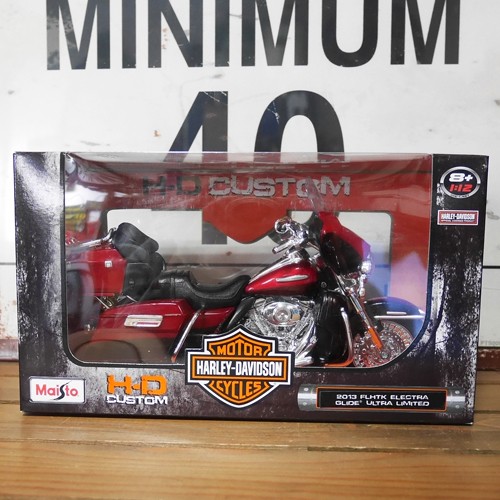 MINIMUM
40
H-D CUSTOM
8+
1:12
HARLEY-DAVIDSON
MOTOR
HARLEY-DAVIDSON
CYCLES
Maisto
H-D
CUSTOM
2013 FLHTK ELECTRA
GLIDE® ULTRA LIMITED